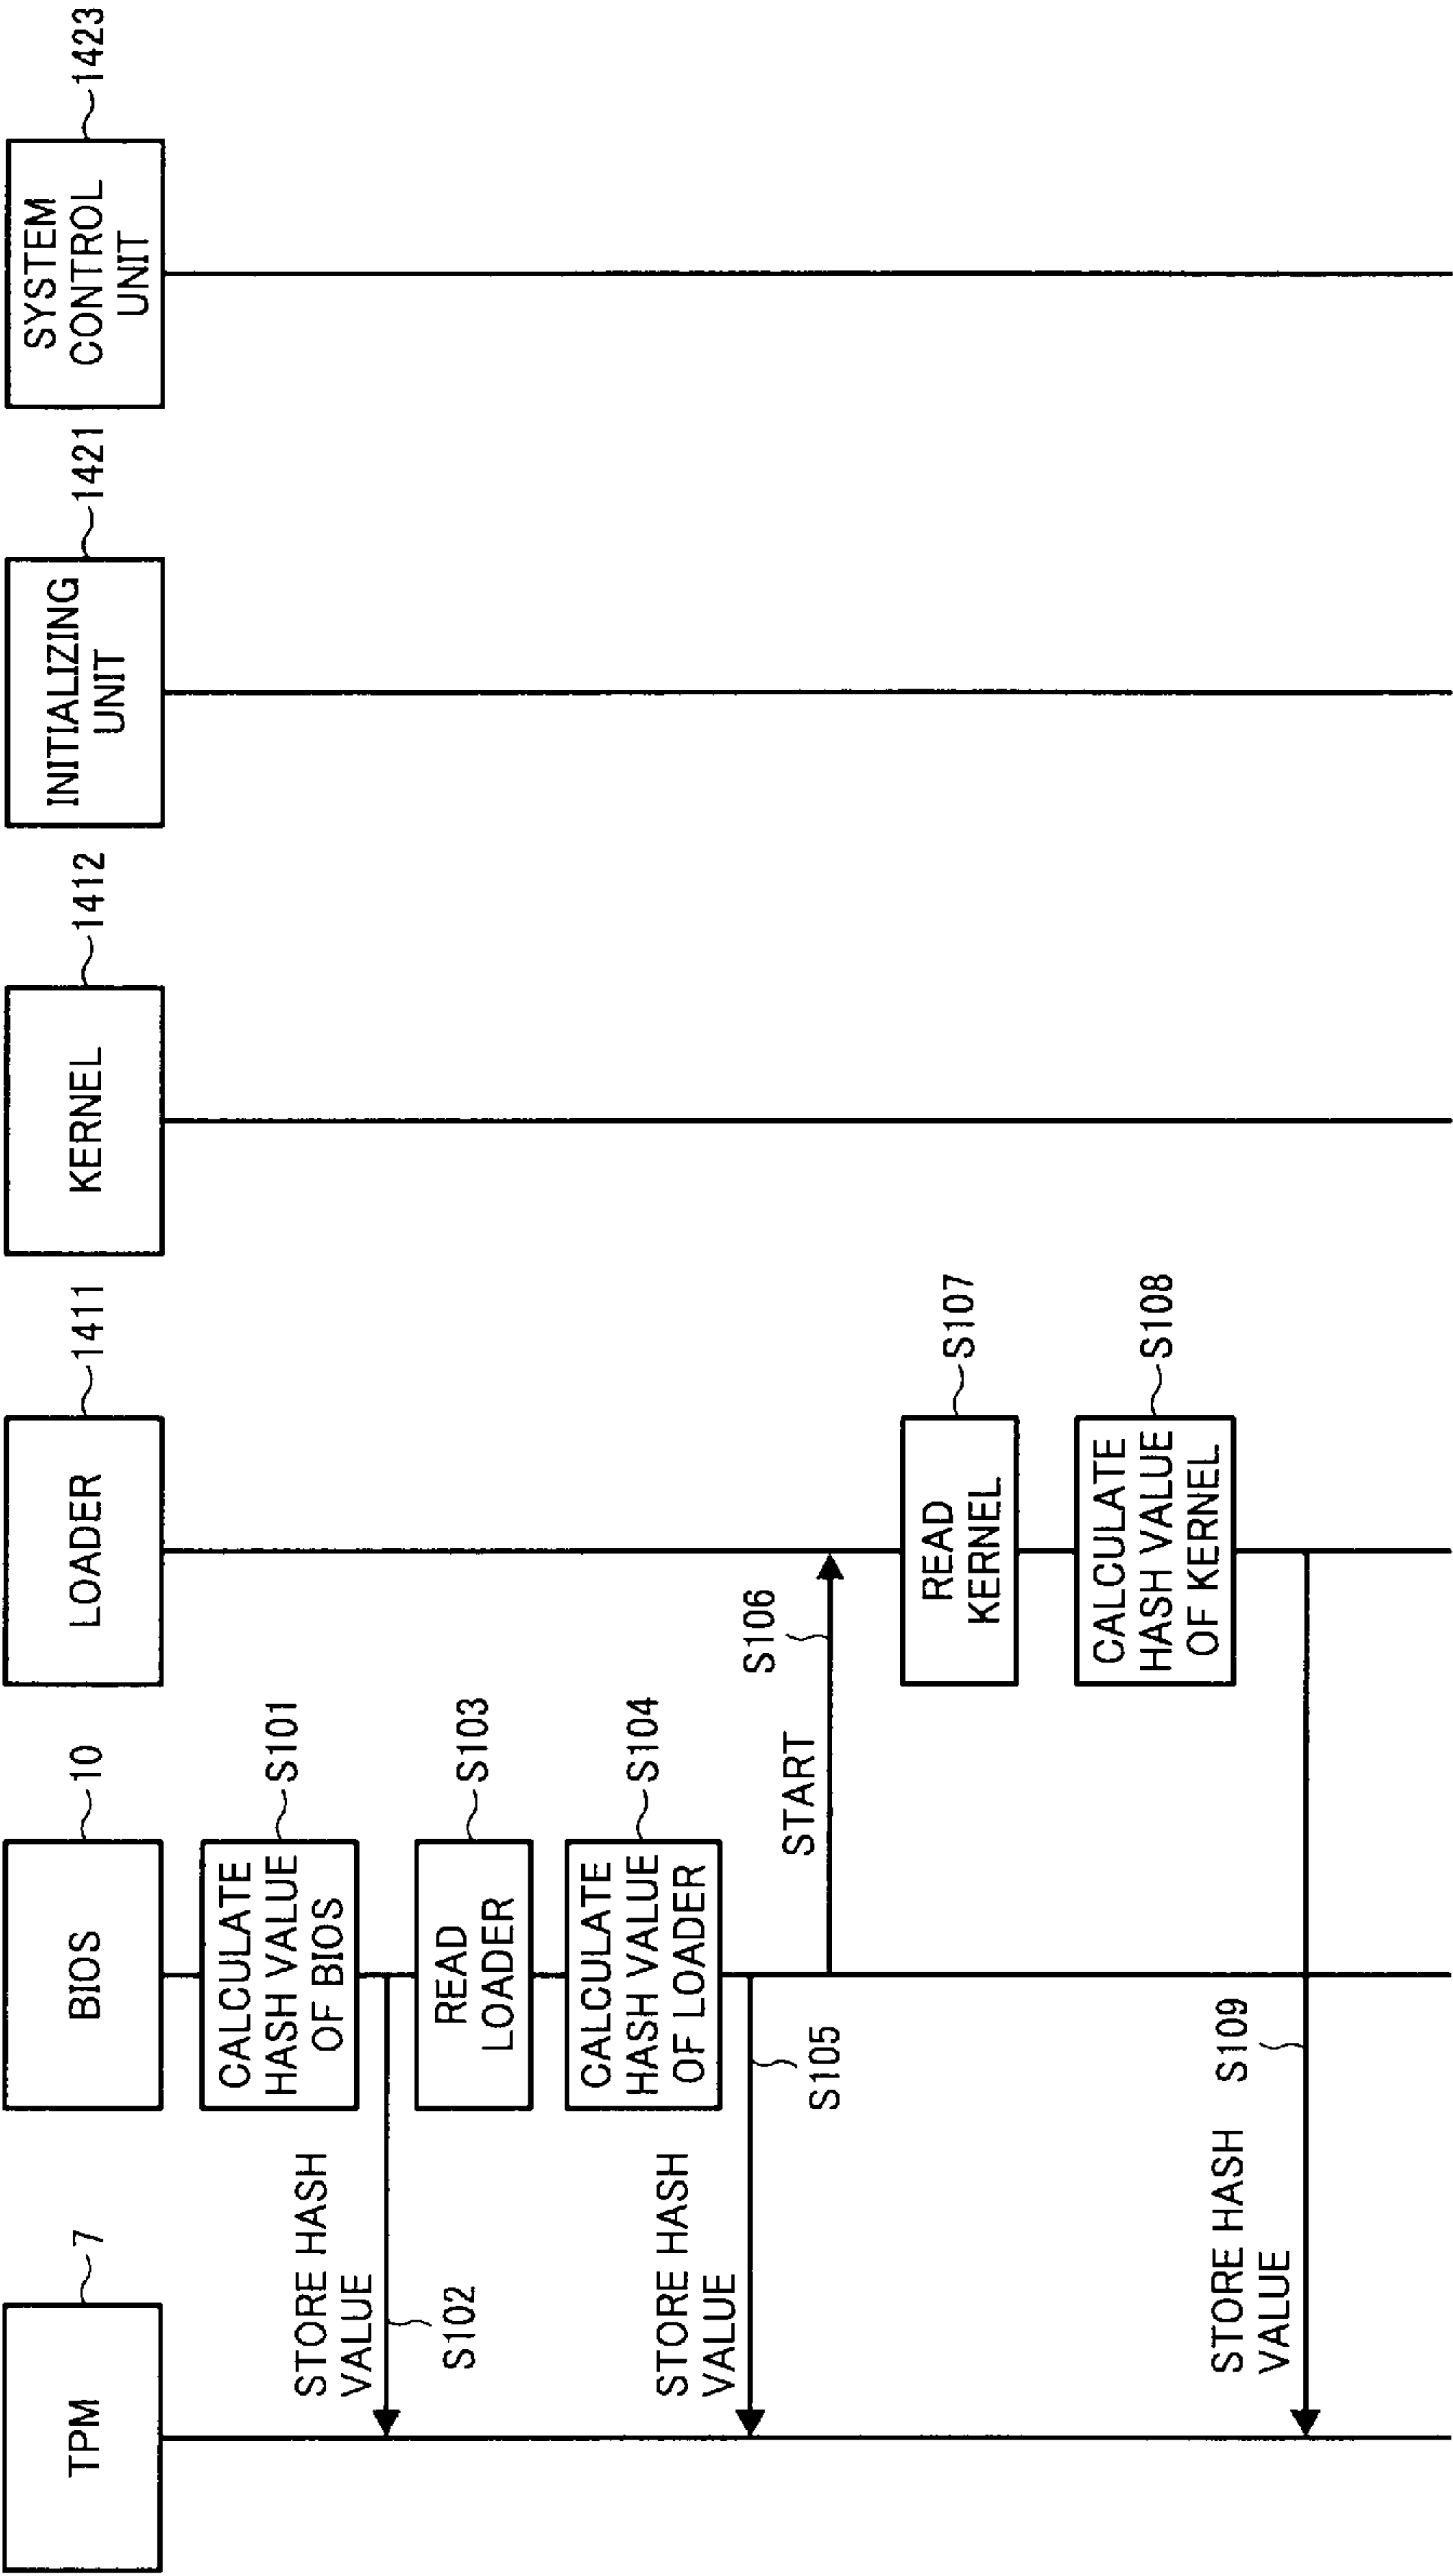 TPM
7
BIOS
10
LOADER
1411
KERNEL
1412
INITIALIZING
UNIT
1421
SYSTEM
CONTROL
UNIT
1423
CALCULATE
HASH VALUE
OF BIOS
S101
STORE HASH
VALUE
S102
READ
LOADER
S103
CALCULATE
HASH VALUE
OF LOADER
S104
STORE HASH
VALUE
S105
START
S106
READ
KERNEL
S107
CALCULATE
HASH VALUE
OF KERNEL
S108
STORE HASH
VALUE
S109